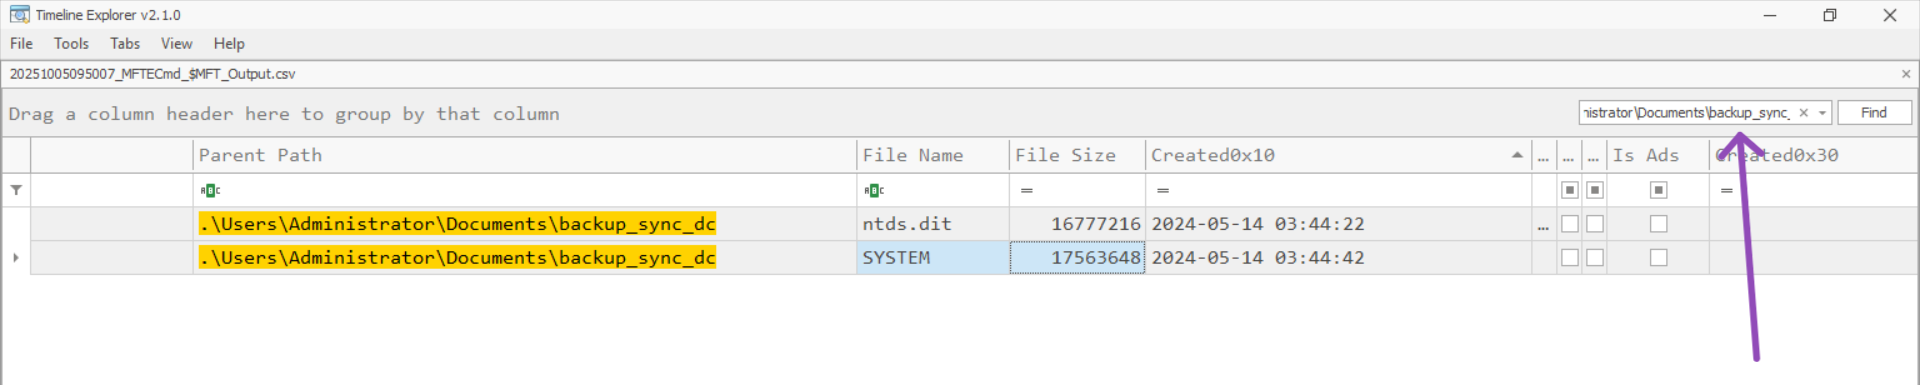 Timeline Explorer v2.1.0
File Tools Tabs View Help
20251005095007_MFTECmd_$MFT_Output.csv
Drag a column header here to group by that column
nistrator\Documents\backup_sync_ Find
Parent Path File Name File Size Created0x10 ... ... ... Is Ads Created0x30
ABC ABC = = =
.\Users\Administrator\Documents\backup_sync_dc ntds.dit 16777216 2024-05-14 03:44:22 ...
.\Users\Administrator\Documents\backup_sync_dc SYSTEM 17563648 2024-05-14 03:44:42